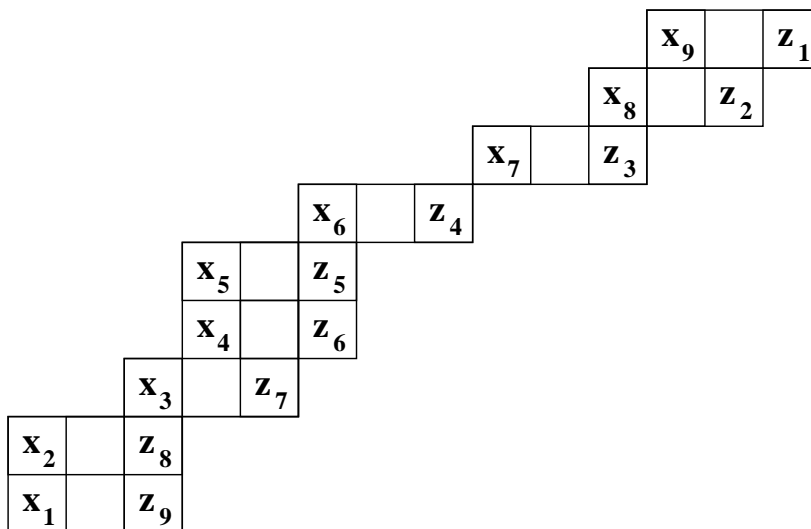 x₉ z₁
x₈ z₂
x₇ z₃
x₆ z₄
x₅ z₅
x₄ z₆
x₃ z₇
x₂ z₈
x₁ z₉